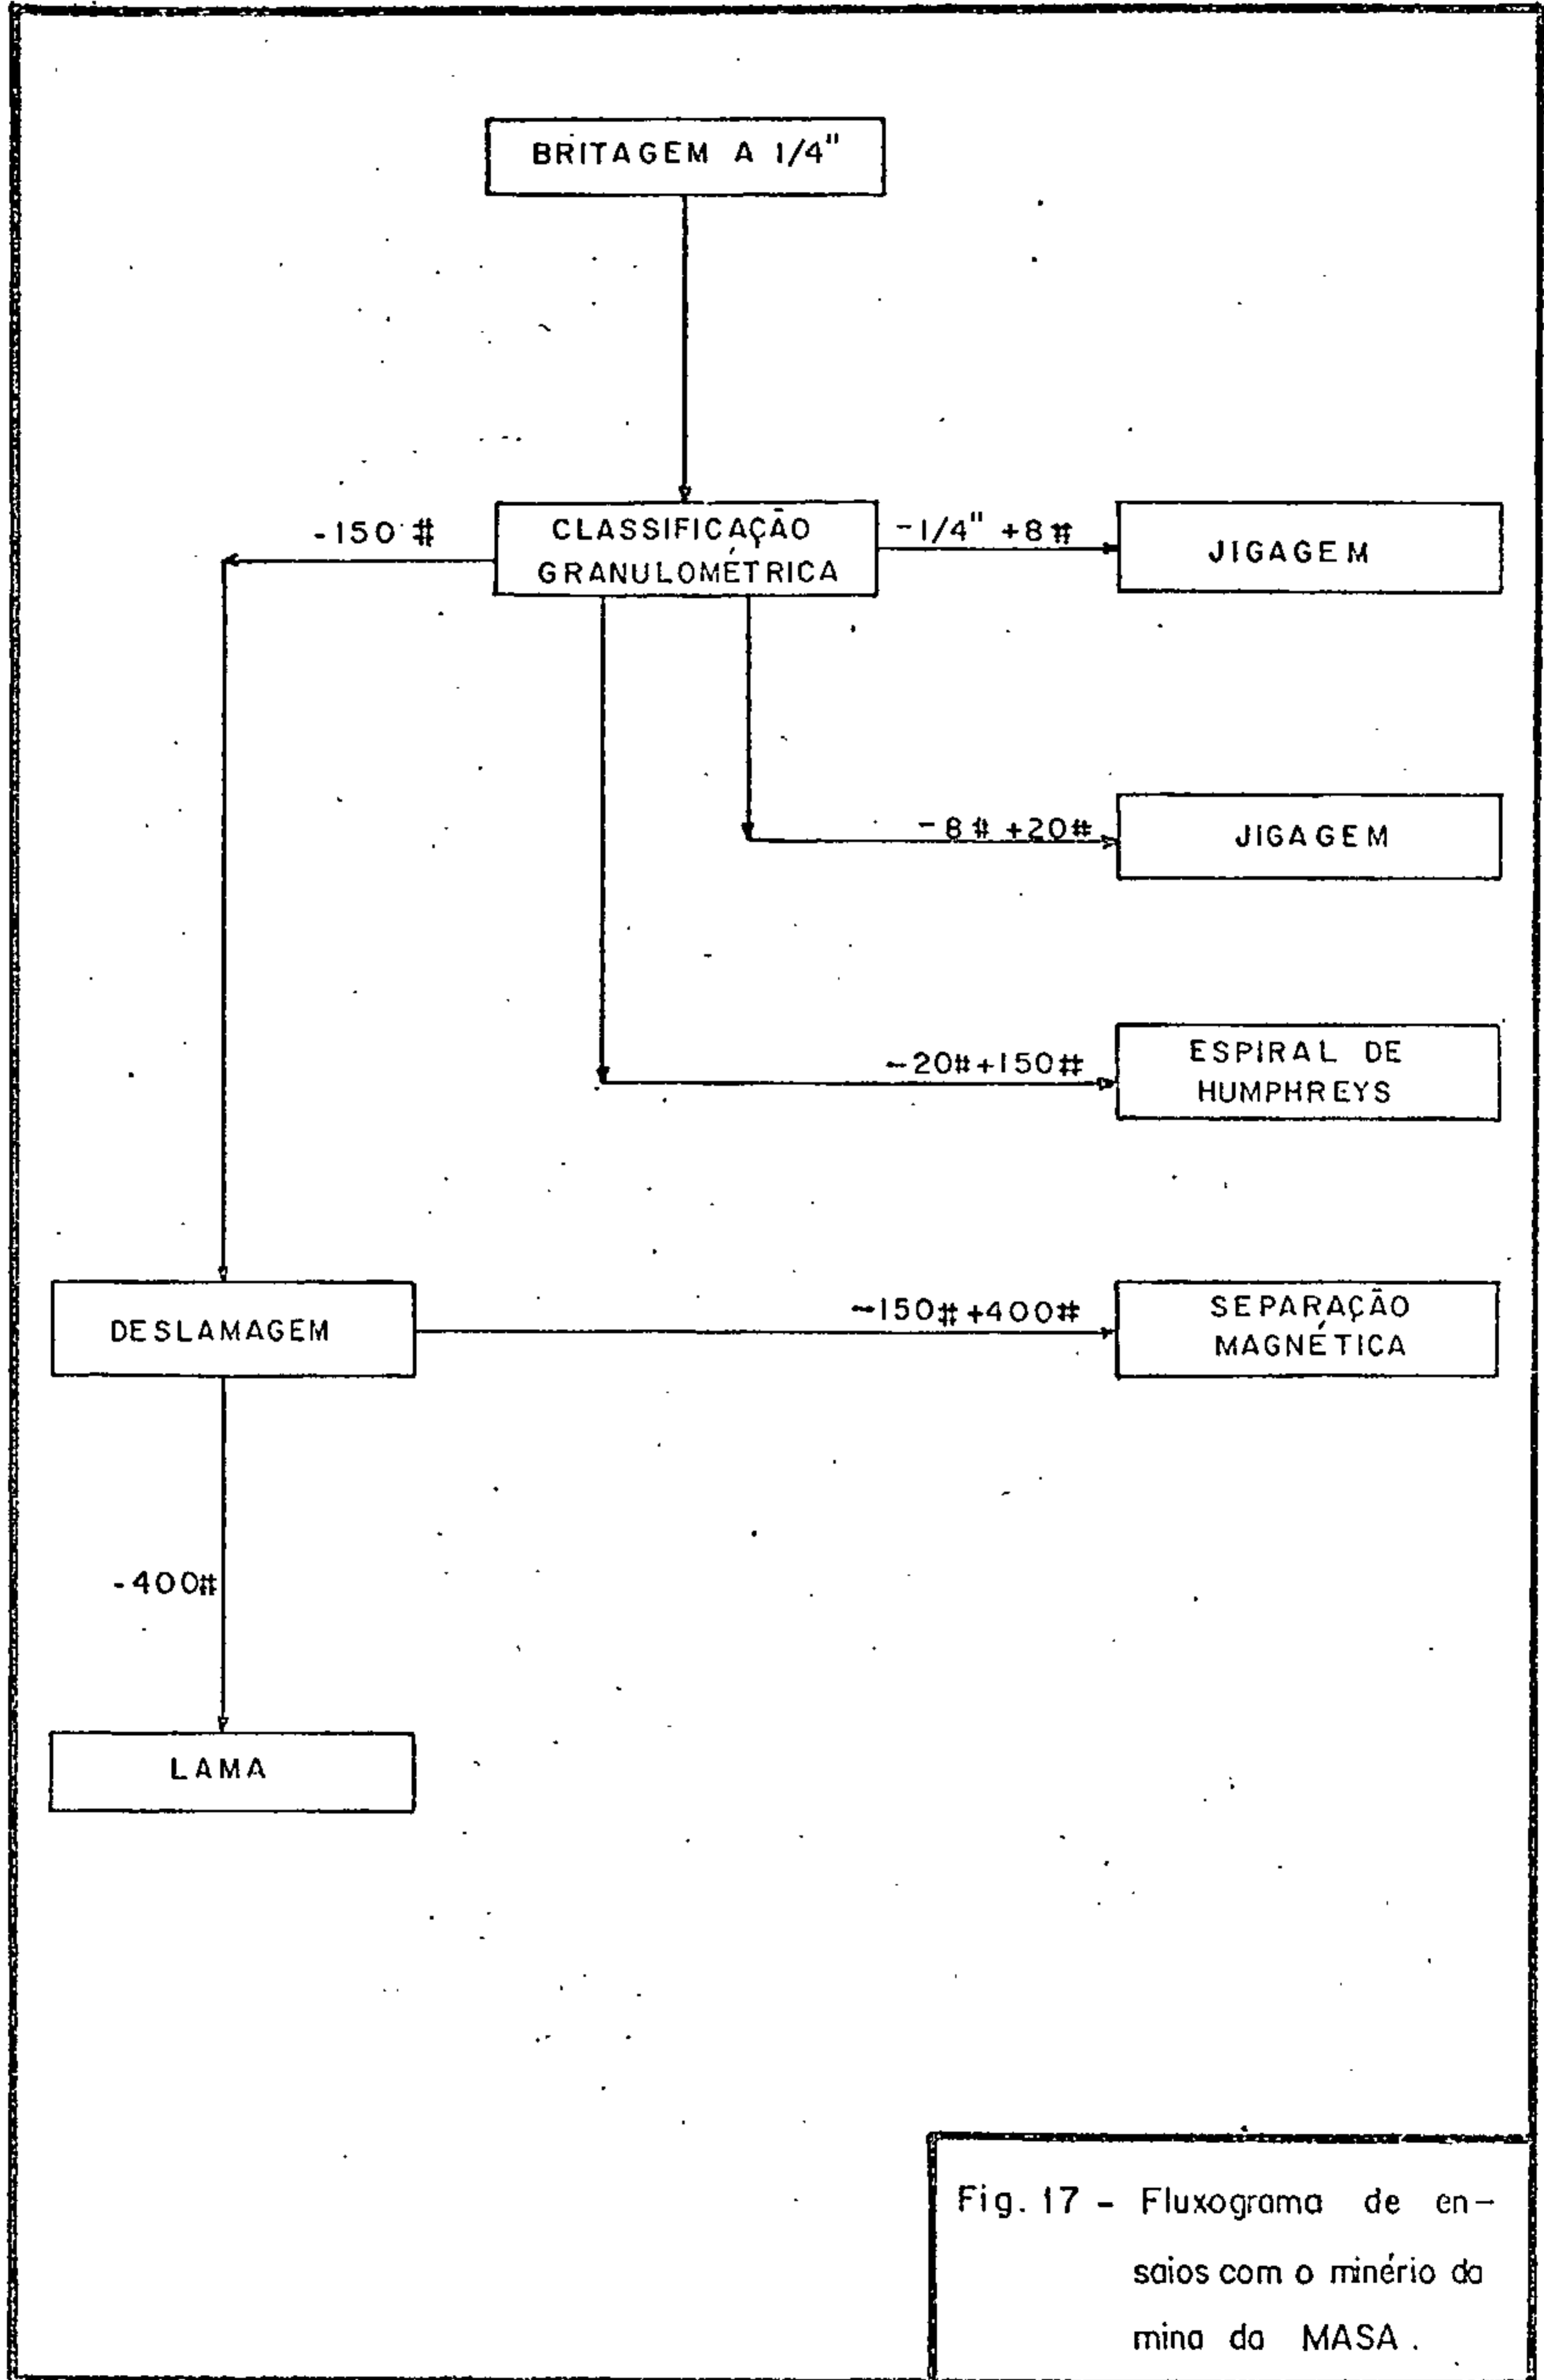 BRITAGEM A 1/4"
-150 #
CLASSIFICAÇÃO
GRANULOMÉTRICA
-1/4" +8#
JIGAGEM
-8# +20#
JIGAGEM
-20#+150#
ESPIRAL DE
HUMPHREYS
DESLAMAGEM
-150#+400#
SEPARAÇÃO
MAGNÉTICA
-400#
LAMA
Fig. 17 - Fluxograma de en-
saios com o minério da
mina da MASA.